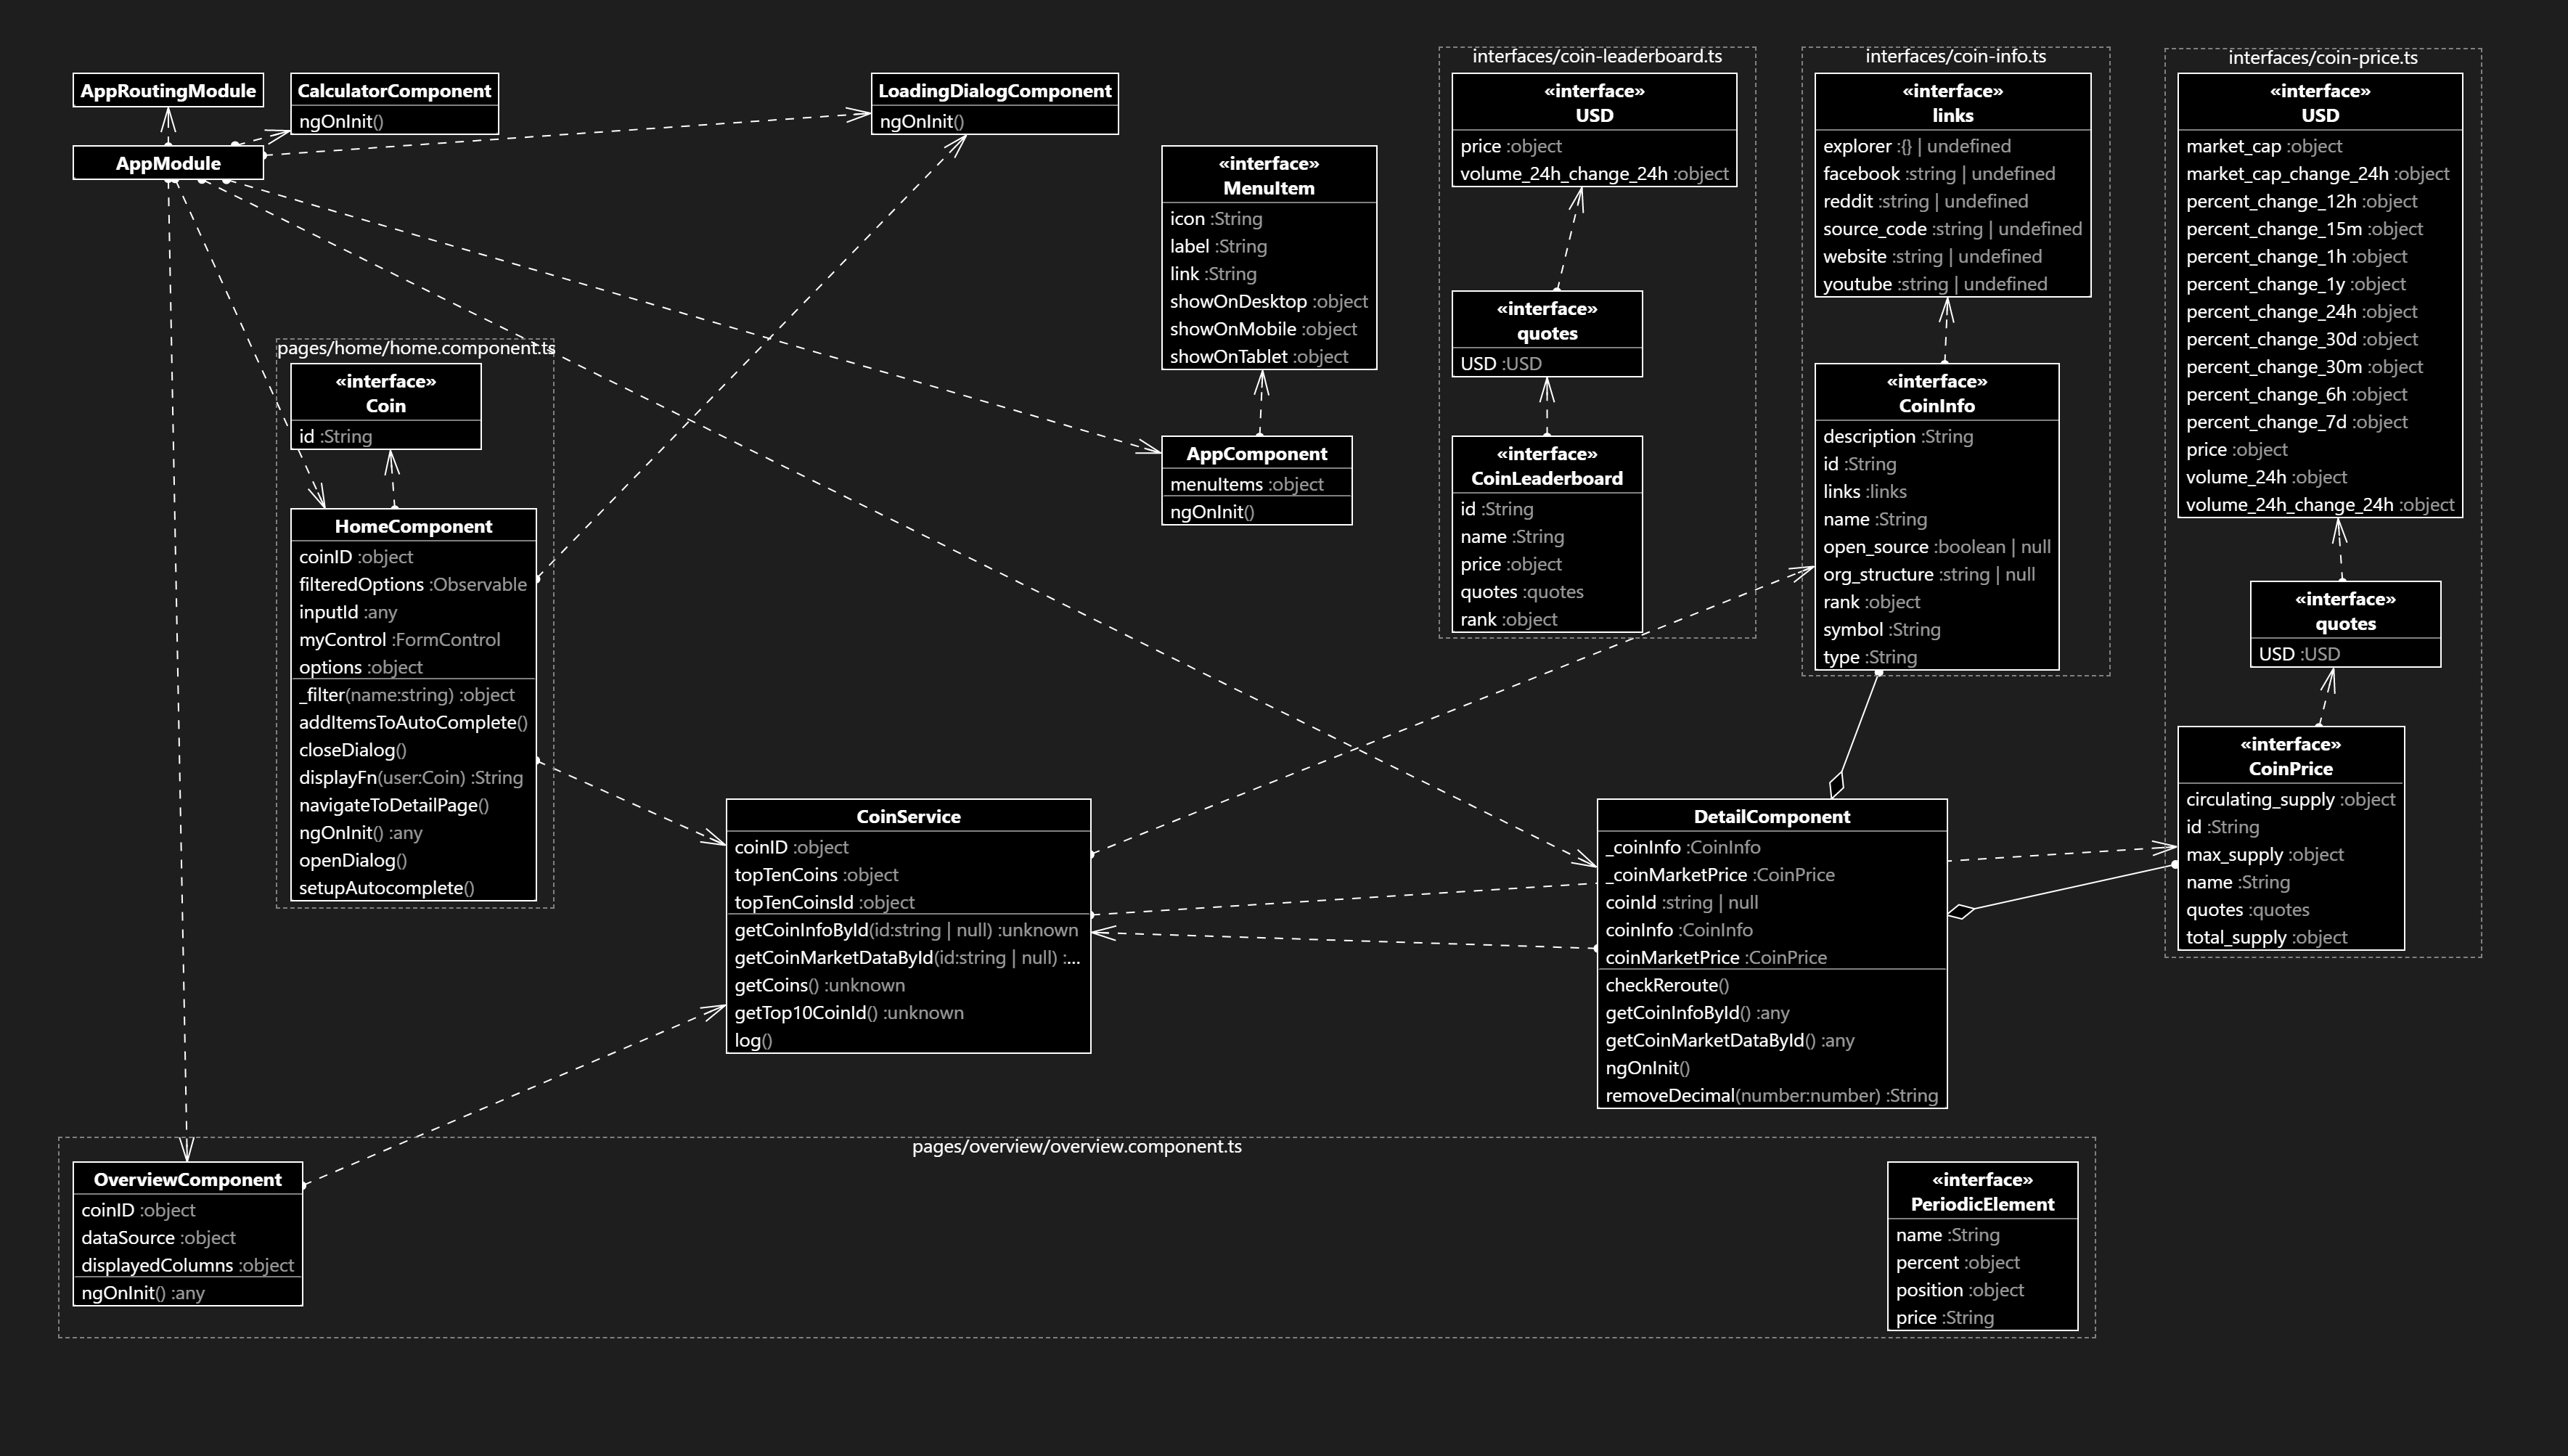 AppRoutingModule
AppModule
CalculatorComponent
ngOnInit()
LoadingDialogComponent
ngOnInit()
«interface»
MenuItem
icon :String
label :String
link :String
showOnDesktop :object
showOnMobile :object
showOnTablet :object
AppComponent
menuItems :object
ngOnInit()
interfaces/coin-leaderboard.ts
«interface»
USD
price :object
volume_24h_change_24h :object
«interface»
quotes
USD :USD
«interface»
CoinLeaderboard
id :String
name :String
price :object
quotes :quotes
rank :object
interfaces/coin-info.ts
«interface»
links
explorer :{} | undefined
facebook :string | undefined
reddit :string | undefined
source_code :string | undefined
website :string | undefined
youtube :string | undefined
«interface»
CoinInfo
description :String
id :String
links :links
name :String
open_source :boolean | null
org_structure :string | null
rank :object
symbol :String
type :String
interfaces/coin-price.ts
«interface»
USD
market_cap :object
market_cap_change_24h :object
percent_change_12h :object
percent_change_15m :object
percent_change_1h :object
percent_change_1y :object
percent_change_24h :object
percent_change_30d :object
percent_change_30m :object
percent_change_6h :object
percent_change_7d :object
price :object
volume_24h :object
volume_24h_change_24h :object
«interface»
quotes
USD :USD
«interface»
CoinPrice
circulating_supply :object
id :String
max_supply :object
name :String
quotes :quotes
total_supply :object
pages/home/home.component.ts
«interface»
Coin
id :String
HomeComponent
coinID :object
filteredOptions :Observable
inputId :any
myControl :FormControl
options :object
_filter(name:string) :object
addItemsToAutoComplete()
closeDialog()
displayFn(user:Coin) :String
navigateToDetailPage()
ngOnInit() :any
openDialog()
setupAutocomplete()
CoinService
coinID :object
topTenCoins :object
topTenCoinsId :object
getCoinInfoById(id:string | null) :unknown
getCoinMarketDataById(id:string | null) :...
getCoins() :unknown
getTop10CoinId() :unknown
log()
DetailComponent
_coinInfo :CoinInfo
_coinMarketPrice :CoinPrice
coinId :string | null
coinInfo :CoinInfo
coinMarketPrice :CoinPrice
checkReroute()
getCoinInfoById() :any
getCoinMarketDataById() :any
ngOnInit()
removeDecimal(number:number) :String
pages/overview/overview.component.ts
OverviewComponent
coinID :object
dataSource :object
displayedColumns :object
ngOnInit() :any
«interface»
PeriodicElement
name :String
percent :object
position :object
price :String